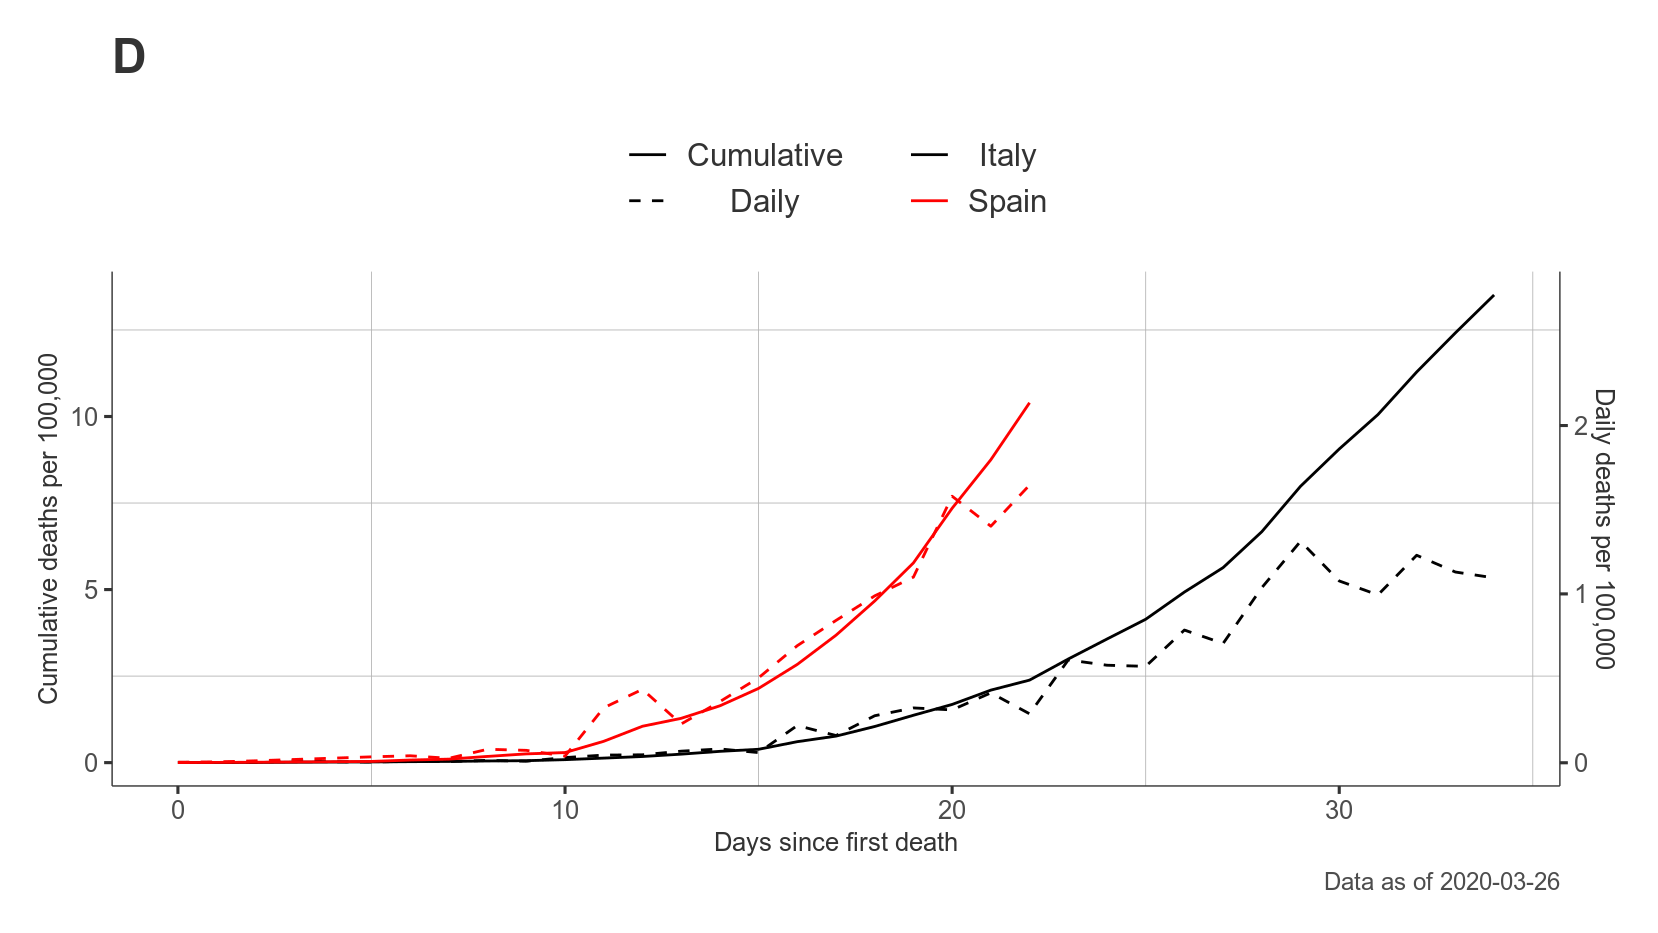 D
Cumulative
Italy
Daily
Spain
Cumulative deaths per 100,000
10
5
0
2
1
0
Daily deaths per 100,000
0
10
20
30
Days since first death
Data as of 2020-03-26